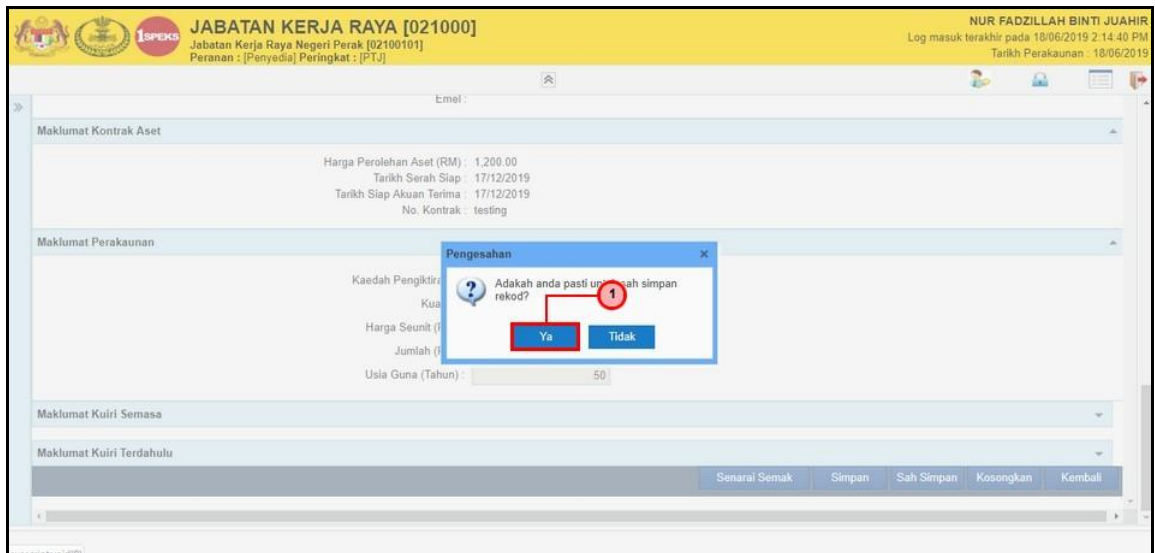 1SPEKS
JABATAN KERJA RAYA [021000]
Jabatan Kerja Raya Negeri Perak [02100101]
Peranan : [Penyedia] Peringkat : [PTJ]
NUR FADZILLAH BINTI JUAHIR
Log masuk terakhir pada 18/06/2019 2:14:40 PM
Tarikh Perakaunan : 18/06/2019
Emel :
Maklumat Kontrak Aset
Harga Perolehan Aset (RM) : 1,200.00
Tarikh Serah Siap : 17/12/2019
Tarikh Siap Akuan Terima : 17/12/2019
No. Kontrak : testing
Maklumat Perakaunan
Pengesahan
Kaedah
Adakah anda pasti sah simpan
rekod?
1
Harga Seunit
Ya Tidak
Jumlah
Usia Guna (Tahun) : 50
Maklumat Kuiri Semasa
Maklumat Kuiri Terdahulu
Senarai Semak Simpan Sah Simpan Kosongkan Kembali